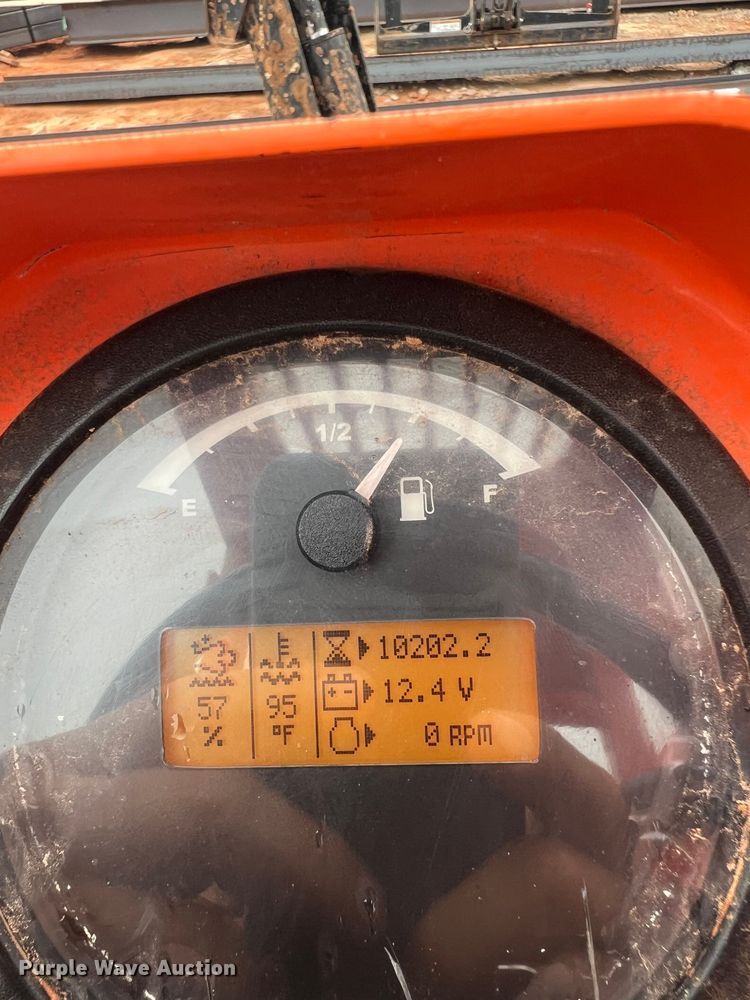 1/2
E
F
10202.2
57 95 12.4 V
% °F 0 RPM
Purple Wave Auction